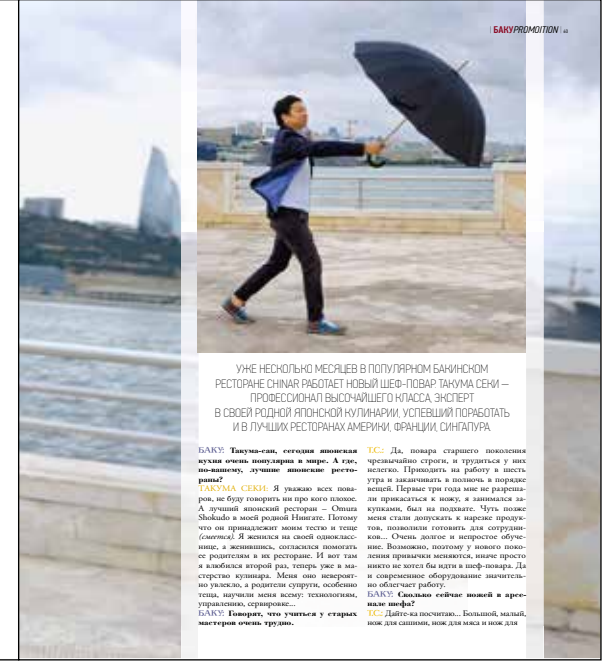 | БАКУPROMOITION |
УЖЕ НЕСКОЛЬКО МЕСЯЦЕВ В ПОПУЛЯРНОМ БАКИНСКОМ
РЕСТОРАНЕ CHINAR РАБОТАЕТ НОВЫЙ ШЕФ-ПОВАР ТАКУМА СЕКИ —
ПРОФЕССИОНАЛ ВЫСОЧАЙШЕГО КЛАССА, ЭКСПЕРТ
В СВОЕЙ РОДНОЙ ЯПОНСКОЙ КУЛИНАРИИ, УСПЕВШИЙ ПОРАБОТАТЬ
И В ЛУЧШИХ РЕСТОРАНАХ АМЕРИКИ, ФРАНЦИИ, СИНГАПУРА.
БАКУ: Такума-сан, сегодня японская
кухня очень популярна в мире. А где,
по-вашему, лучшие японские ресто-
раны?
ТАКУМА СЕКИ: Я уважаю всех пова-
ров, не буду говорить ни про кого плохое.
А лучший японский ресторан – Omura
Shokudo в моей родной Ниигате. Потому
что он принадлежит моим тестю и теще
(смеется). Я женился на своей однокласс-
нице, а женившись, согласился помогать
ее родителям в их ресторане. И вот там
я влюбился второй раз, теперь уже в ма-
стерство кулинара. Меня оно невероят-
но увлекло, а родители супруги, особенно
теща, научили меня всему: технологиям,
управлению, сервировке...
БАКУ: Говорят, что учиться у старых
мастеров очень трудно.
Т.С.: Да, повара старшего поколения
чрезвычайно строги, и трудиться у них
нелегко. Приходить на работу в шесть
утра и заканчивать в полночь в порядке
вещей. Первые три года мне не разреша-
ли прикасаться к ножу, я занимался за-
купками, был на подхвате. Чуть позже
меня стали допускать к нарезке продук-
тов, позволили готовить для сотрудни-
ков... Очень долгое и непростое обуче-
ние. Возможно, поэтому у нового поко-
ления привычки меняются, иначе просто
никто не хотел бы идти в шеф-повара. Да
и современное оборудование значитель-
но облегчает работу.
БАКУ: Сколько сейчас ножей в арсе-
нале шефа?
Т.С.: Дайте-ка посчитаю... Большой, малый,
нож для сашими, нож для мяса и нож для